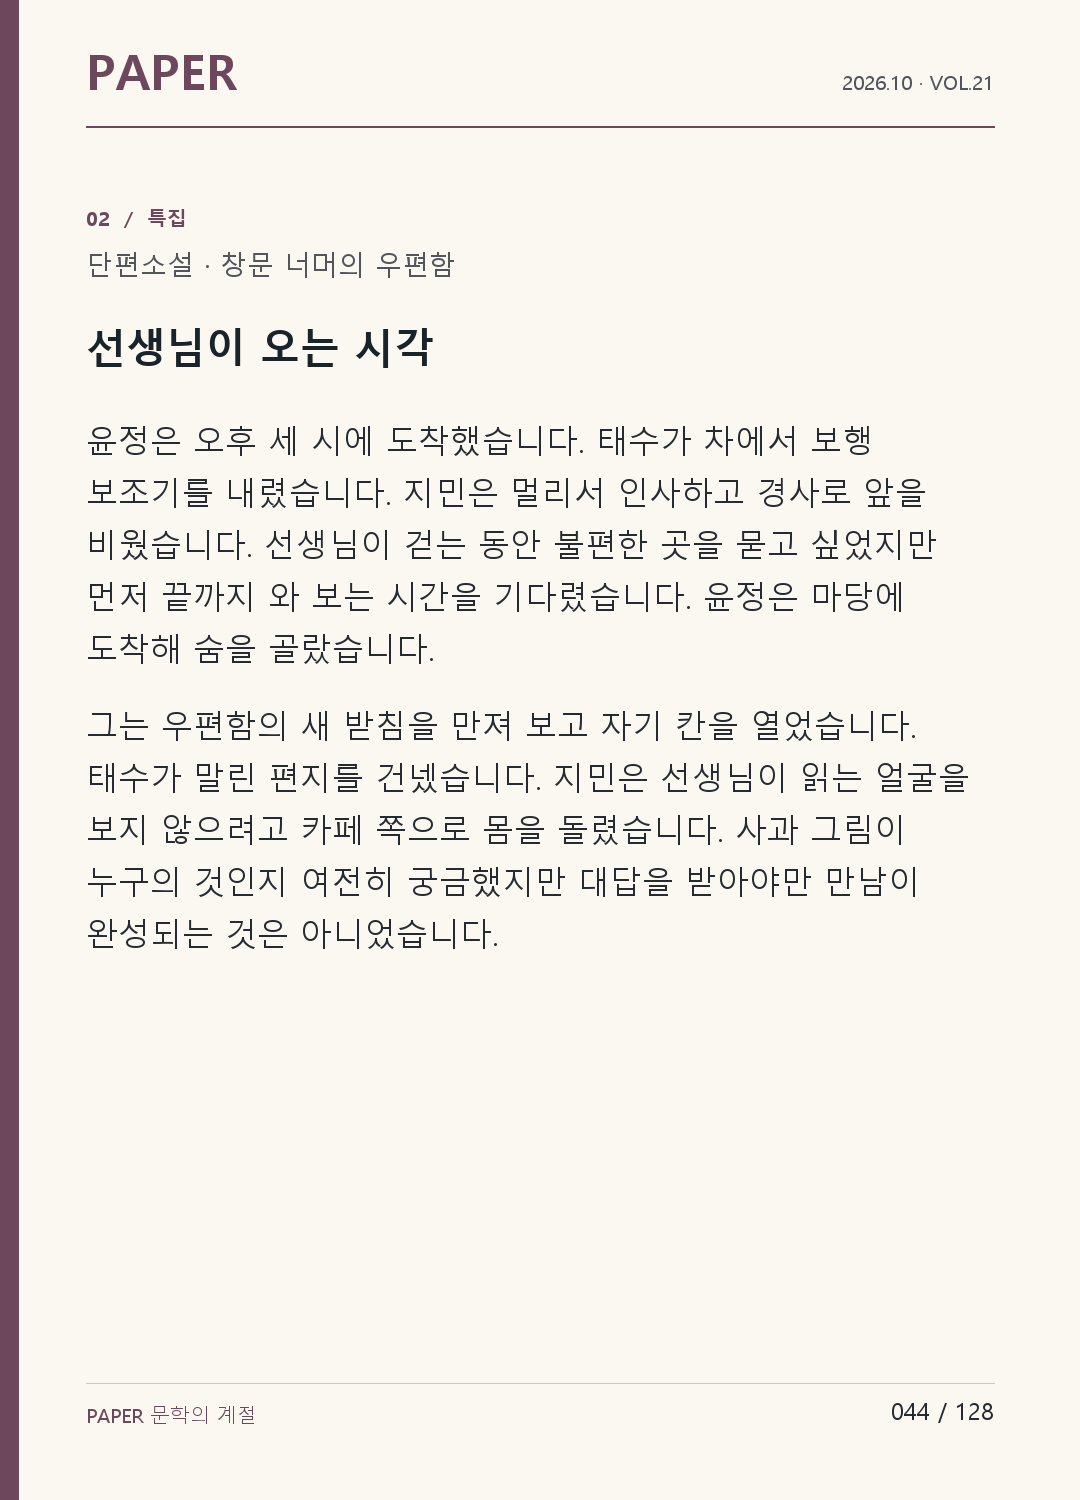 PAPER
2026.10 · VOL.21
02 / 특집
단편소설 · 창문 너머의 우편함
선생님이 오는 시각
윤정은 오후 세 시에 도착했습니다. 태수가 차에서 보행
보조기를 내렸습니다. 지민은 멀리서 인사하고 경사로 앞을
비웠습니다. 선생님이 걷는 동안 불편한 곳을 묻고 싶었지만
먼저 끝까지 와 보는 시간을 기다렸습니다. 윤정은 마당에
도착해 숨을 골랐습니다.
그는 우편함의 새 받침을 만져 보고 자기 칸을 열었습니다.
태수가 말린 편지를 건넸습니다. 지민은 선생님이 읽는 얼굴을
보지 않으려고 카페 쪽으로 몸을 돌렸습니다. 사과 그림이
누구의 것인지 여전히 궁금했지만 대답을 받아야만 만남이
완성되는 것은 아니었습니다.
PAPER 문학의 계절
044 / 128